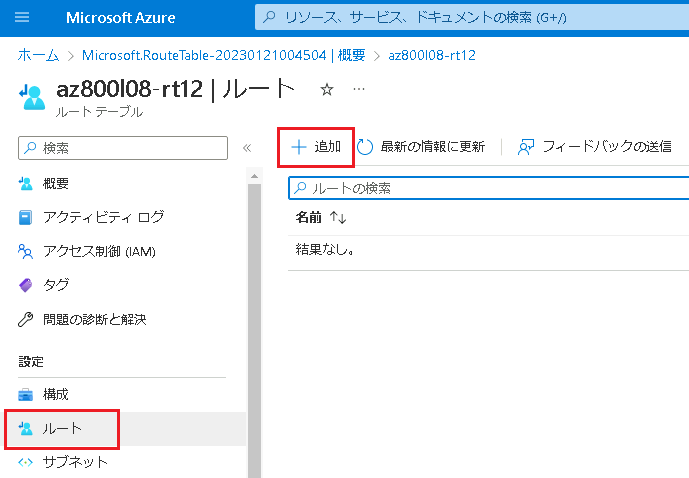 Microsoft Azure
リソース、サービス、ドキュメントの検索 (G+/)
ホーム > Microsoft.RouteTable-20230121004504 | 概要 > az800l08-rt12
az800l08-rt12 | ルート ☆ …
ルート テーブル
検索 «
+ 追加 最新の情報に更新 フィードバックの送信
概要
アクティビティ ログ
アクセス制御 (IAM)
タグ
問題の診断と解決
設定
構成
ルート
サブネット
ルートの検索
名前 ↑↓
結果なし。